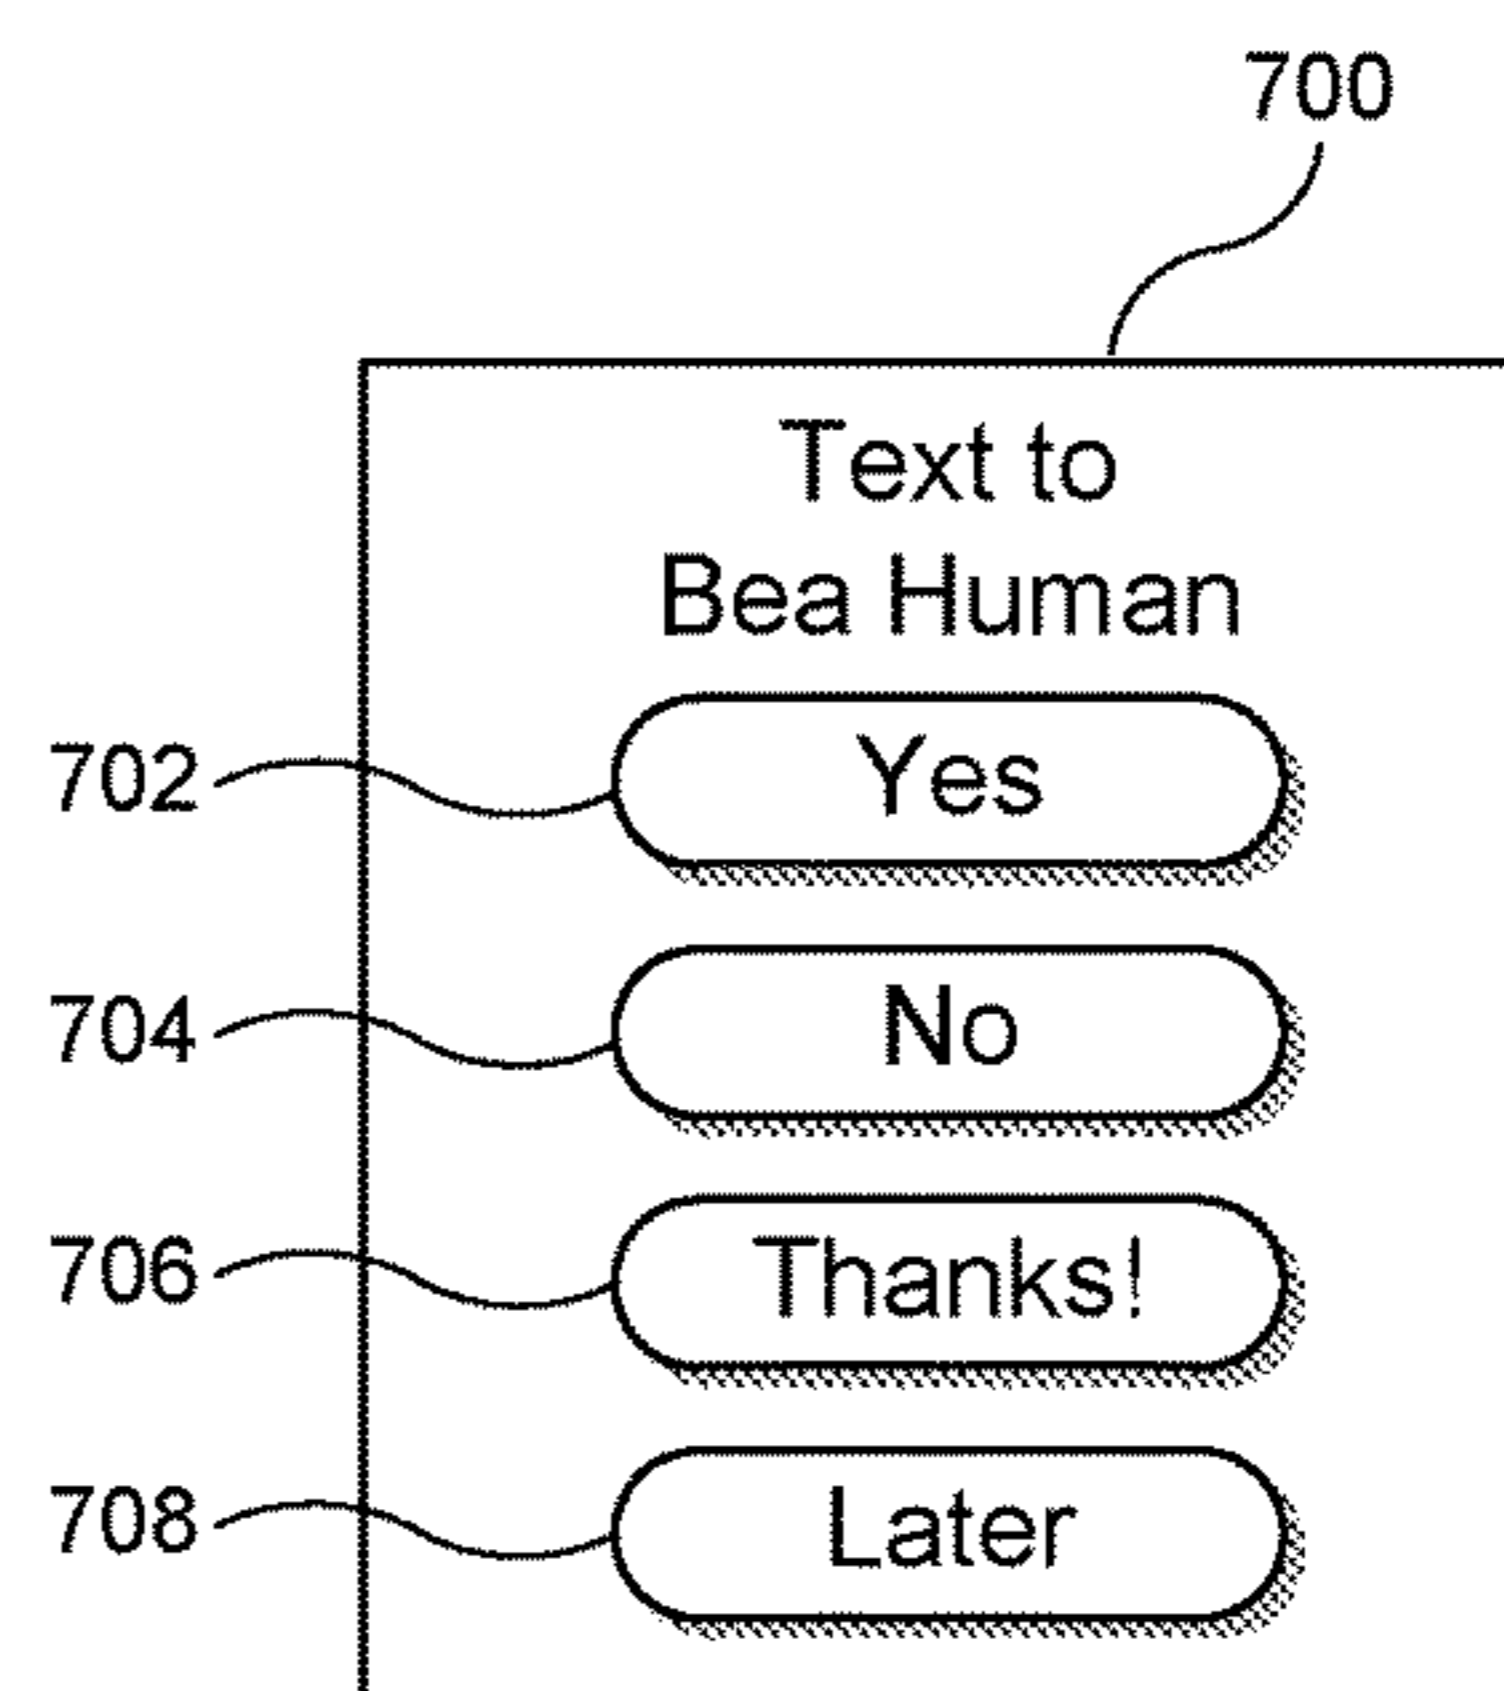 700
Text to
Bea Human
702 Yes
704 No
706 Thanks!
708 Later